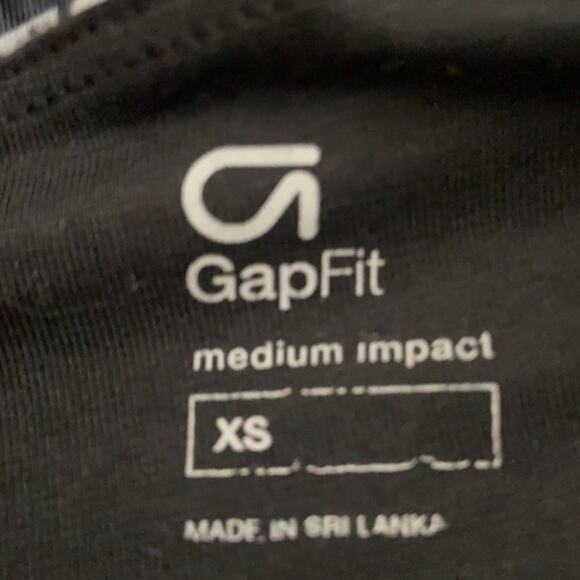 GapFit
medium impact
XS
MADE IN SRI LANKA